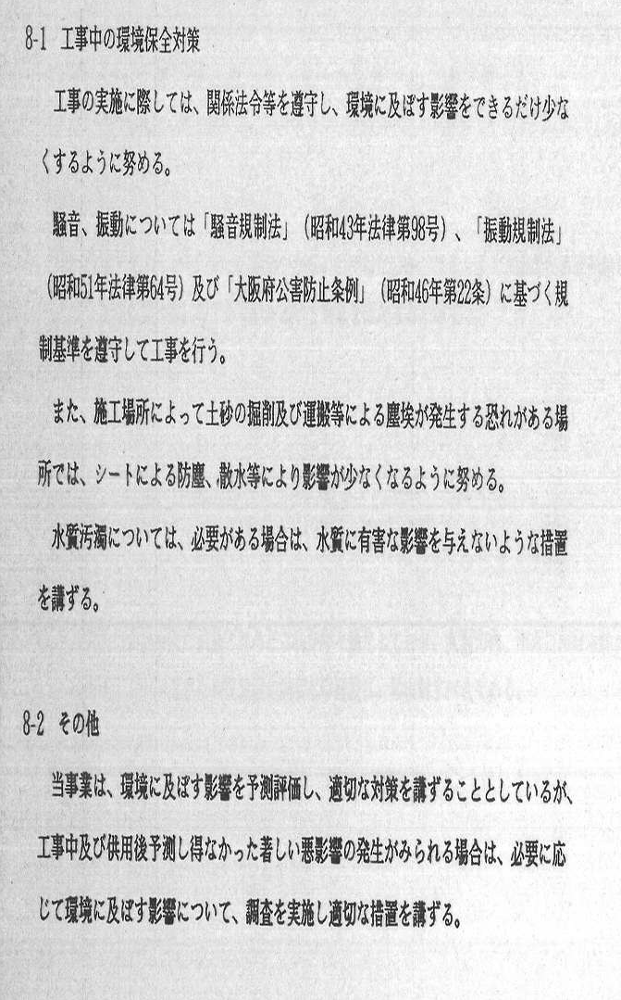 8-1 工事中の環境保全対策
工事の実施に際しては、関係法令等を遵守し、環境に及ぼす影響をできるだけ少な
くするように努める。
騒音、振動については「騒音規制法」（昭和43年法律第98号）、「振動規制法」
（昭和51年法律第64号）及び「大阪府公害防止条例」（昭和46年第22条）に基づく規
制基準を遵守して工事を行う。
また、施工場所によって土砂の掘削及び運搬等による塵埃が発生する恐れがある場
所では、シートによる防塵、散水等により影響が少なくなるように努める。
水質汚濁については、必要がある場合は、水質に有害な影響を与えないような措置
を講ずる。
8-2 その他
当事業は、環境に及ぼす影響を予測評価し、適切な対策を講ずることとしているが、
工事中及び供用後予測し得なかった著しい悪影響の発生がみられる場合は、必要に応
じて環境に及ぼす影響について、調査を実施し適切な措置を講ずる。